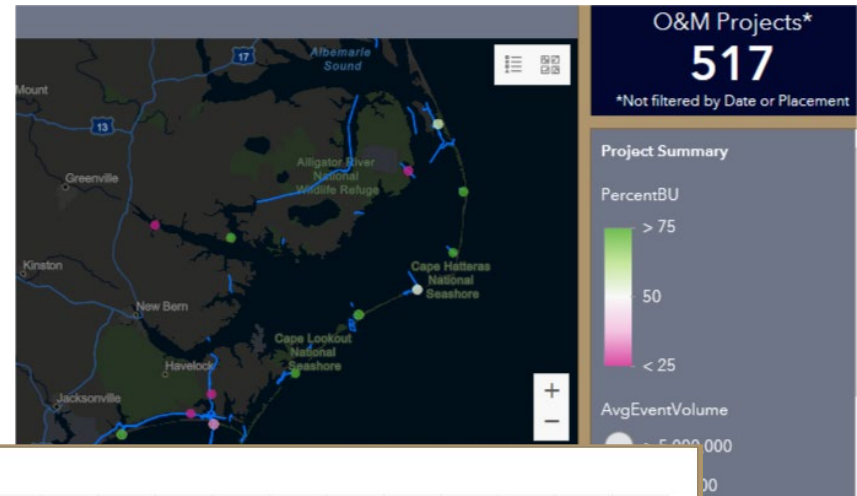 O&M Projects*
517
*Not filtered by Date or Placement
17
Albemarle
Sound
Mount
13
Greenville
Alligator River
National
Wildlife Refuge
Kinston
New Bern
Cape Hatteras
National
Seashore
Cape Lookout
National
Seashore
Havelock
Jacksonville
+
−
Project Summary
PercentBU
> 75
50
< 25
AvgEventVolume